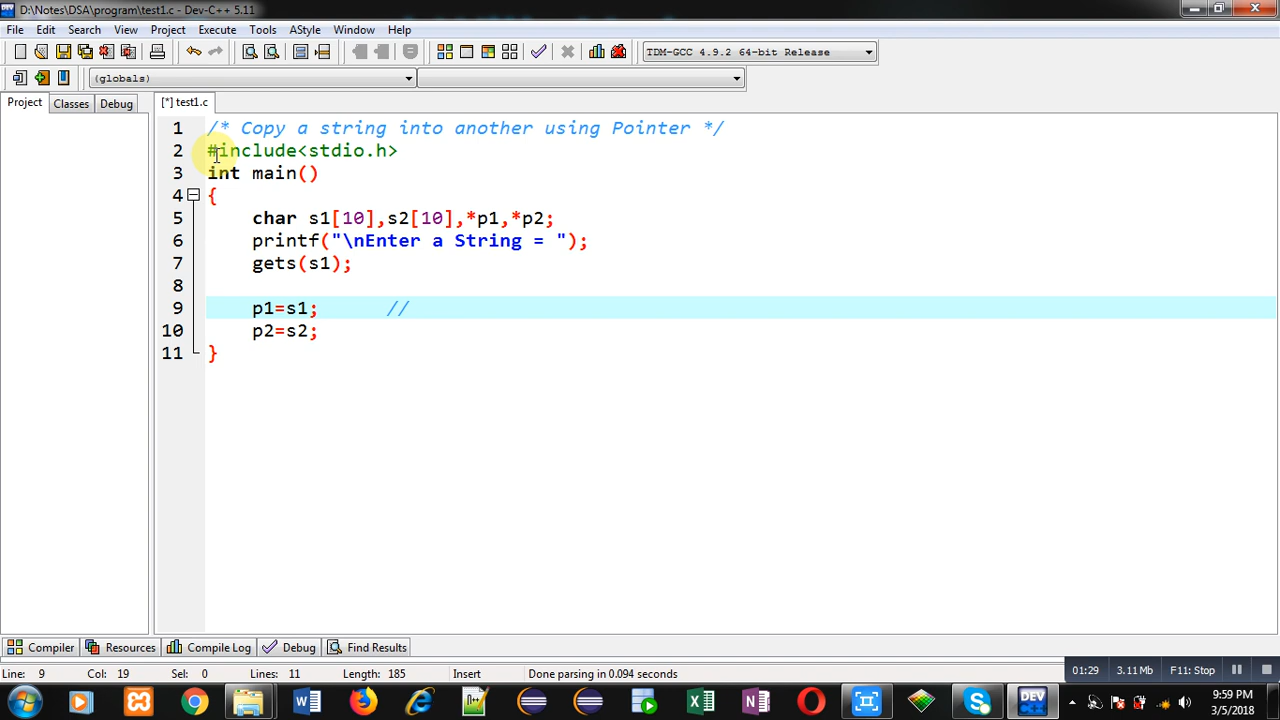 D:\Notes\DSA\program\test1.c - Dev-C++ 5.11
File Edit Search View Project Execute Tools AStyle Window Help
TDM-GCC 4.9.2 64-bit Release
(globals)
Project Classes Debug [*] test1.c
1 /* Copy a string into another using Pointer */
2 #include<stdio.h>
3 int main()
4 {
5 char s1[10],s2[10],*p1,*p2;
6 printf("\nEnter a String = ");
7 gets(s1);
8
9 p1=s1; //
10 p2=s2;
11 }
Compiler Resources Compile Log Debug Find Results
Line: 9 Col: 19 Sel: 0 Lines: 11 Length: 185 Insert Done parsing in 0.094 seconds
01:29 3.11 Mb F11: Stop
9:59 PM
3/5/2018